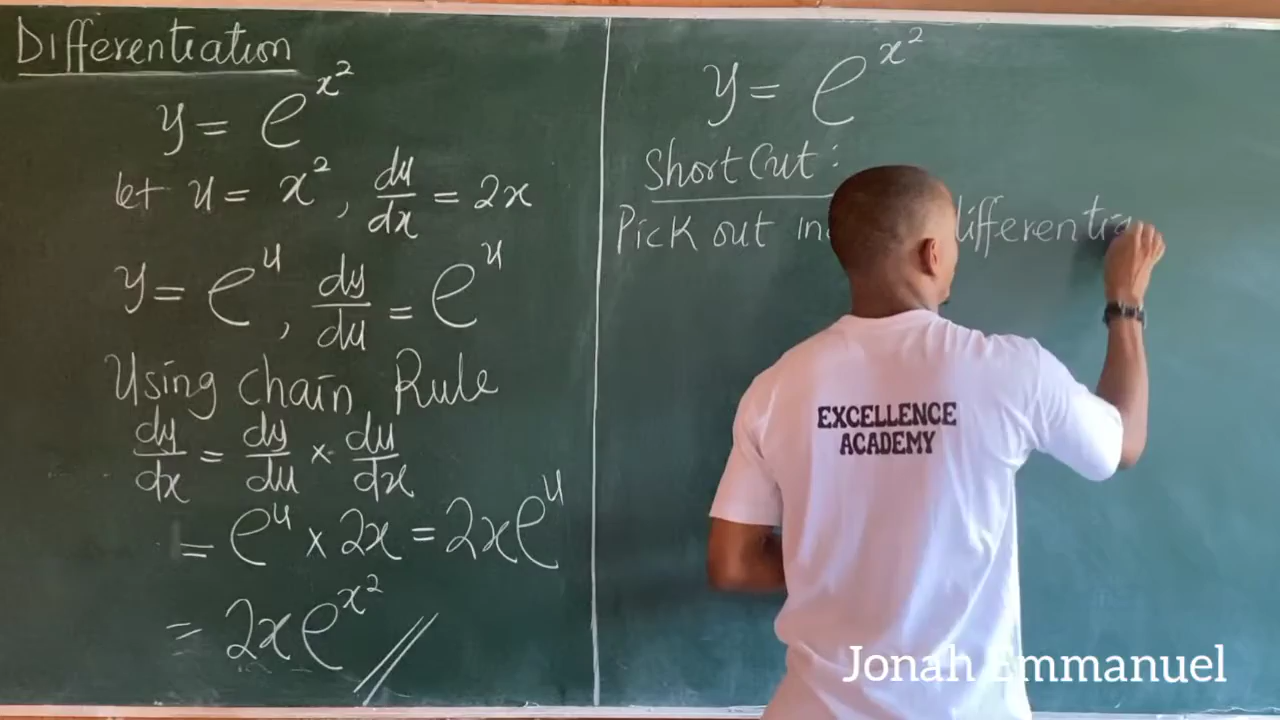 Differentiation
y = e^x²
let u = x², du/dx = 2x
y = e^u, dy/du = e^u
Using Chain Rule
dy/dx = dy/du × du/dx
= e^u × 2x = 2xe^u
= 2xe^x² //
y = e^x²
Short Cut:
Pick out
EXCELLENCE
ACADEMY
Jonah Emmanuel